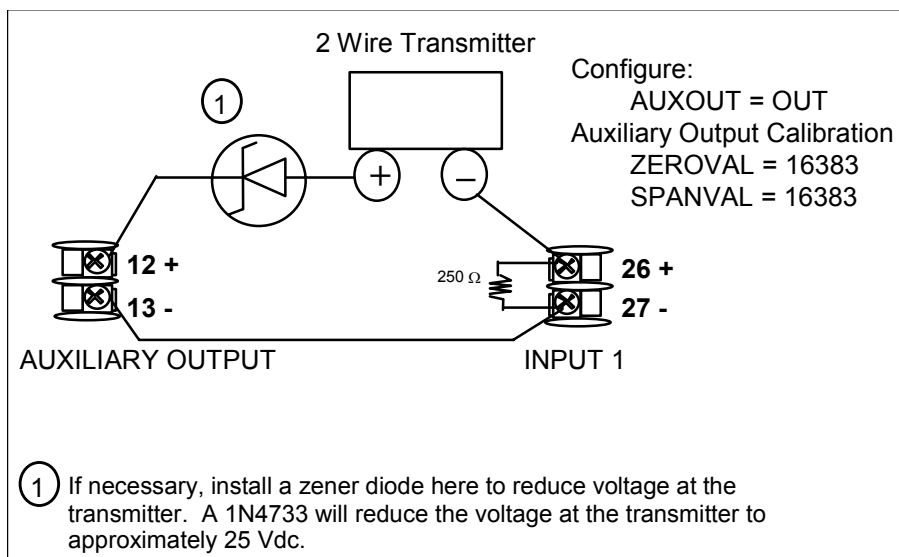 2 Wire Transmitter
1
Configure:
AUXOUT = OUT
Auxiliary Output Calibration
ZEROVAL = 16383
SPANVAL = 16383
+
–
12 +
13 -
250 Ω
26 +
27 -
AUXILIARY OUTPUT
INPUT 1
1 If necessary, install a zener diode here to reduce voltage at the
transmitter. A 1N4733 will reduce the voltage at the transmitter to
approximately 25 Vdc.